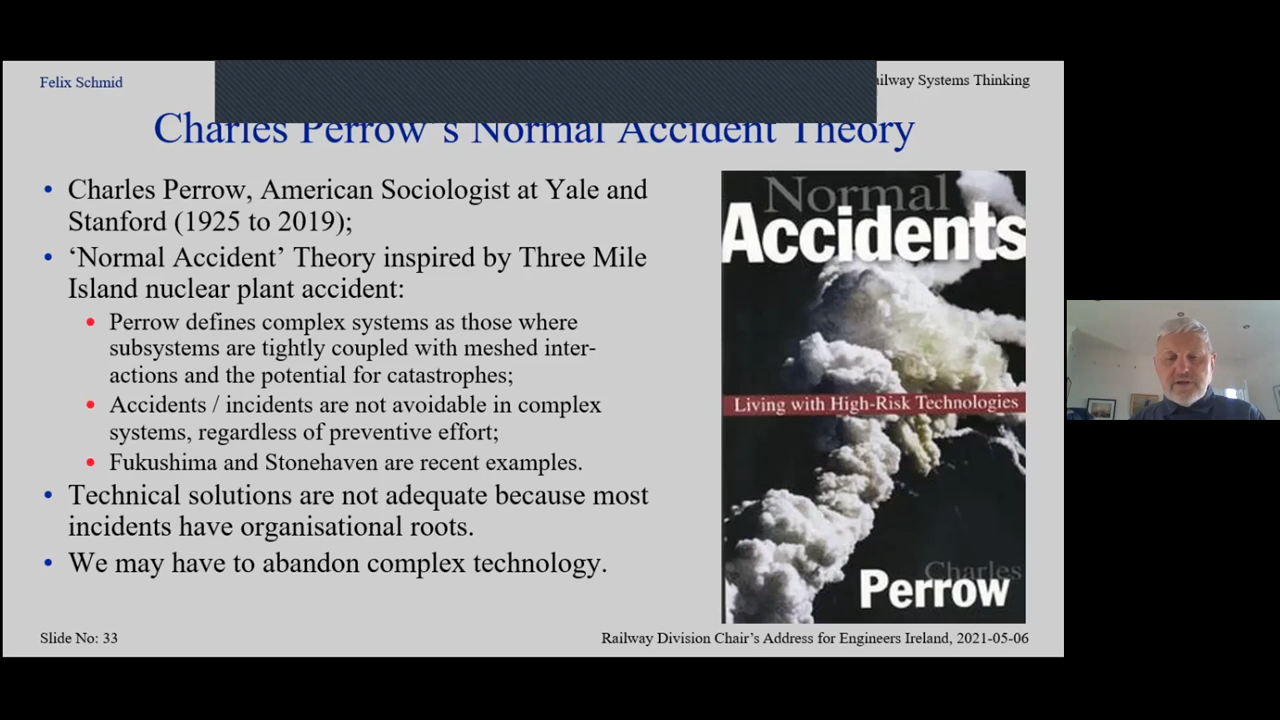 Felix Schmid
ailway Systems Thinking
Charles Perrow's Normal Accident Theory
• Charles Perrow, American Sociologist at Yale and
Stanford (1925 to 2019);
• ‘Normal Accident’ Theory inspired by Three Mile
Island nuclear plant accident:
• Perrow defines complex systems as those where
subsystems are tightly coupled with meshed inter-
actions and the potential for catastrophes;
• Accidents / incidents are not avoidable in complex
systems, regardless of preventive effort;
• Fukushima and Stonehaven are recent examples.
• Technical solutions are not adequate because most
incidents have organisational roots.
• We may have to abandon complex technology.
Normal
Accidents
Living with High-Risk Technologies
Charles
Perrow
Slide No: 33
Railway Division Chair’s Address for Engineers Ireland, 2021-05-06